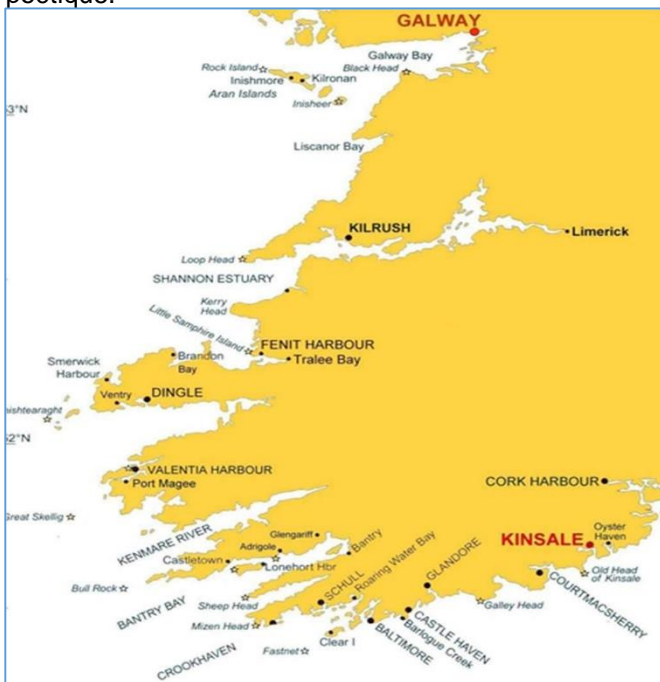 poétique.
GALWAY
Galway Bay
Rock Island
Black Head
Inishmore
Kilronan
Aran Islands
Inisheer
3°N
Liscanor Bay
KILRUSH
Limerick
Loop Head
SHANNON ESTUARY
Kerry
Head
Little Samphire Island
FENIT HARBOUR
Tralee Bay
Brandon
Bay
Smerwick
Harbour
Ventry
DINGLE
nishtearaght
2°N
VALENTIA HARBOUR
Port Magee
CORK HARBOUR
Great Skellig
KENMARE RIVER
Glengariff
Adrigole
Bantry
Castletown
Lonehort Hbr
Oyster
Haven
KINSALE
Old Head
of Kinsale
Bull Rock
BANTRY BAY
Sheep Head
SCHULL
Roaring Water Bay
GLANDORE
COURTMACSHERRY
Galley Head
Mizen Head
CASTLE HAVEN
Barlogue Creek
BALTIMORE
Clear I
CROOKHAVEN
Fastnet